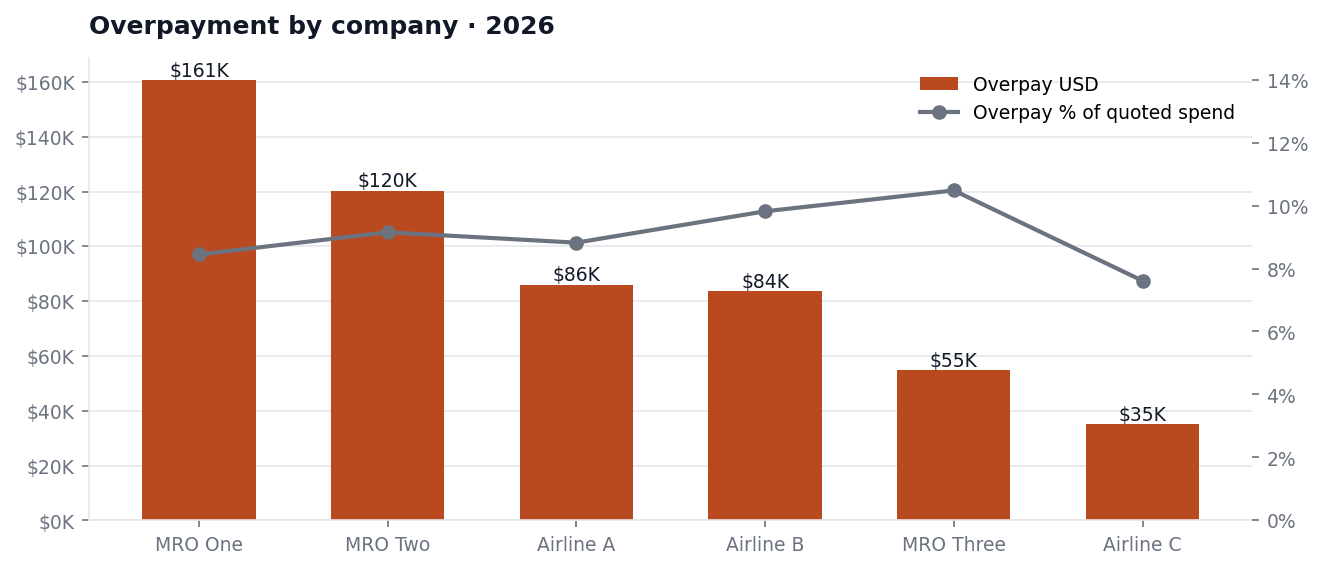 Overpayment by company · 2026
Overpay USD
Overpay % of quoted spend
$160K
$140K
$120K
$100K
$80K
$60K
$40K
$20K
$0K
$161K
$120K
$86K
$84K
$55K
$35K
14%
12%
10%
8%
6%
4%
2%
0%
MRO One
MRO Two
Airline A
Airline B
MRO Three
Airline C